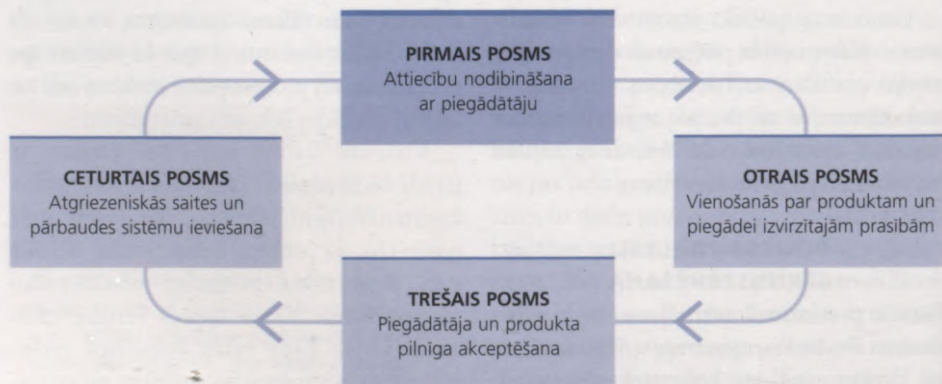 PIRMAIS POSMS
Attiecību nodibināšana
ar piegādātāju
OTRAIS POSMS
Vienošanās par produktam un
piegādei izvirzītajām prasībām
TREŠAIS POSMS
Piegādātāja un produkta
pilnīga akceptēšana
CETURTAIS POSMS
Atgriezeniskās saites un
pārbaudes sistēmu ieviešana